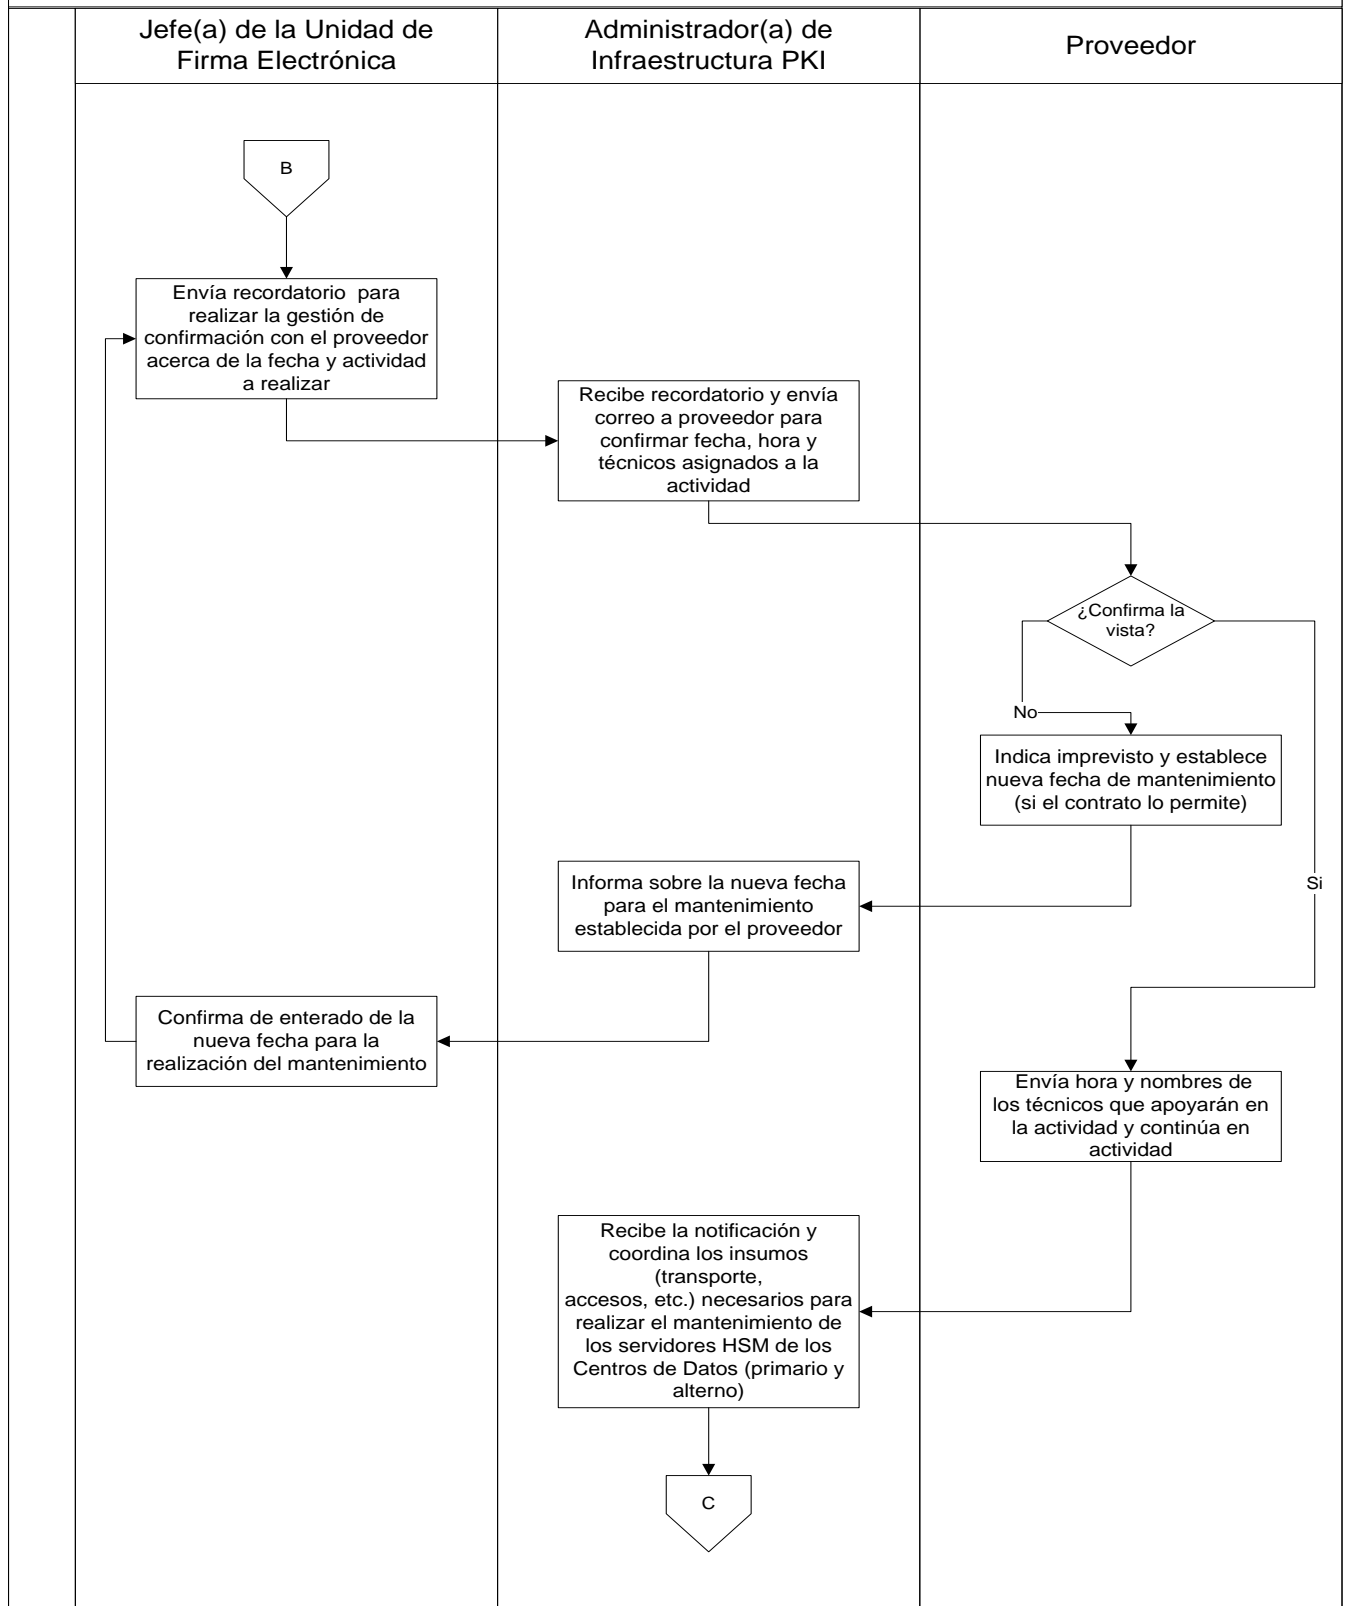 Jefe(a) de la Unidad de
Firma Electrónica
Administrador(a) de
Infraestructura PKI
Proveedor
B
Envía recordatorio para
realizar la gestión de
confirmación con el proveedor
acerca de la fecha y actividad
a realizar
Recibe recordatorio y envía
correo a proveedor para
confirmar fecha, hora y
técnicos asignados a la
actividad
¿Confirma la
vista?
No
Indica imprevisto y establece
nueva fecha de mantenimiento
(si el contrato lo permite)
Si
Informa sobre la nueva fecha
para el mantenimiento
establecida por el proveedor
Confirma de enterado de la
nueva fecha para la
realización del mantenimiento
Envía hora y nombres de
los técnicos que apoyarán en
la actividad y continúa en
actividad
Recibe la notificación y
coordina los insumos
(transporte,
accesos, etc.) necesarios para
realizar el mantenimiento de
los servidores HSM de los
Centros de Datos (primario y
alterno)
C